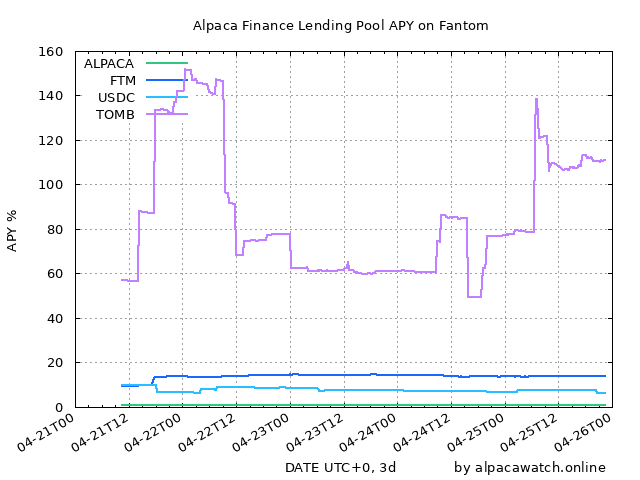 Alpaca Finance Lending Pool APY on Fantom
160
140
120
100
80
60
40
20
0
APY %
ALPACA
FTM
USDC
TOMB
04-21T00
04-21T12
04-22T00
04-22T12
04-23T00
04-23T12
04-24T00
04-24T12
04-25T00
04-25T12
04-26T00
DATE UTC+0, 3d
by alpacawatch.online